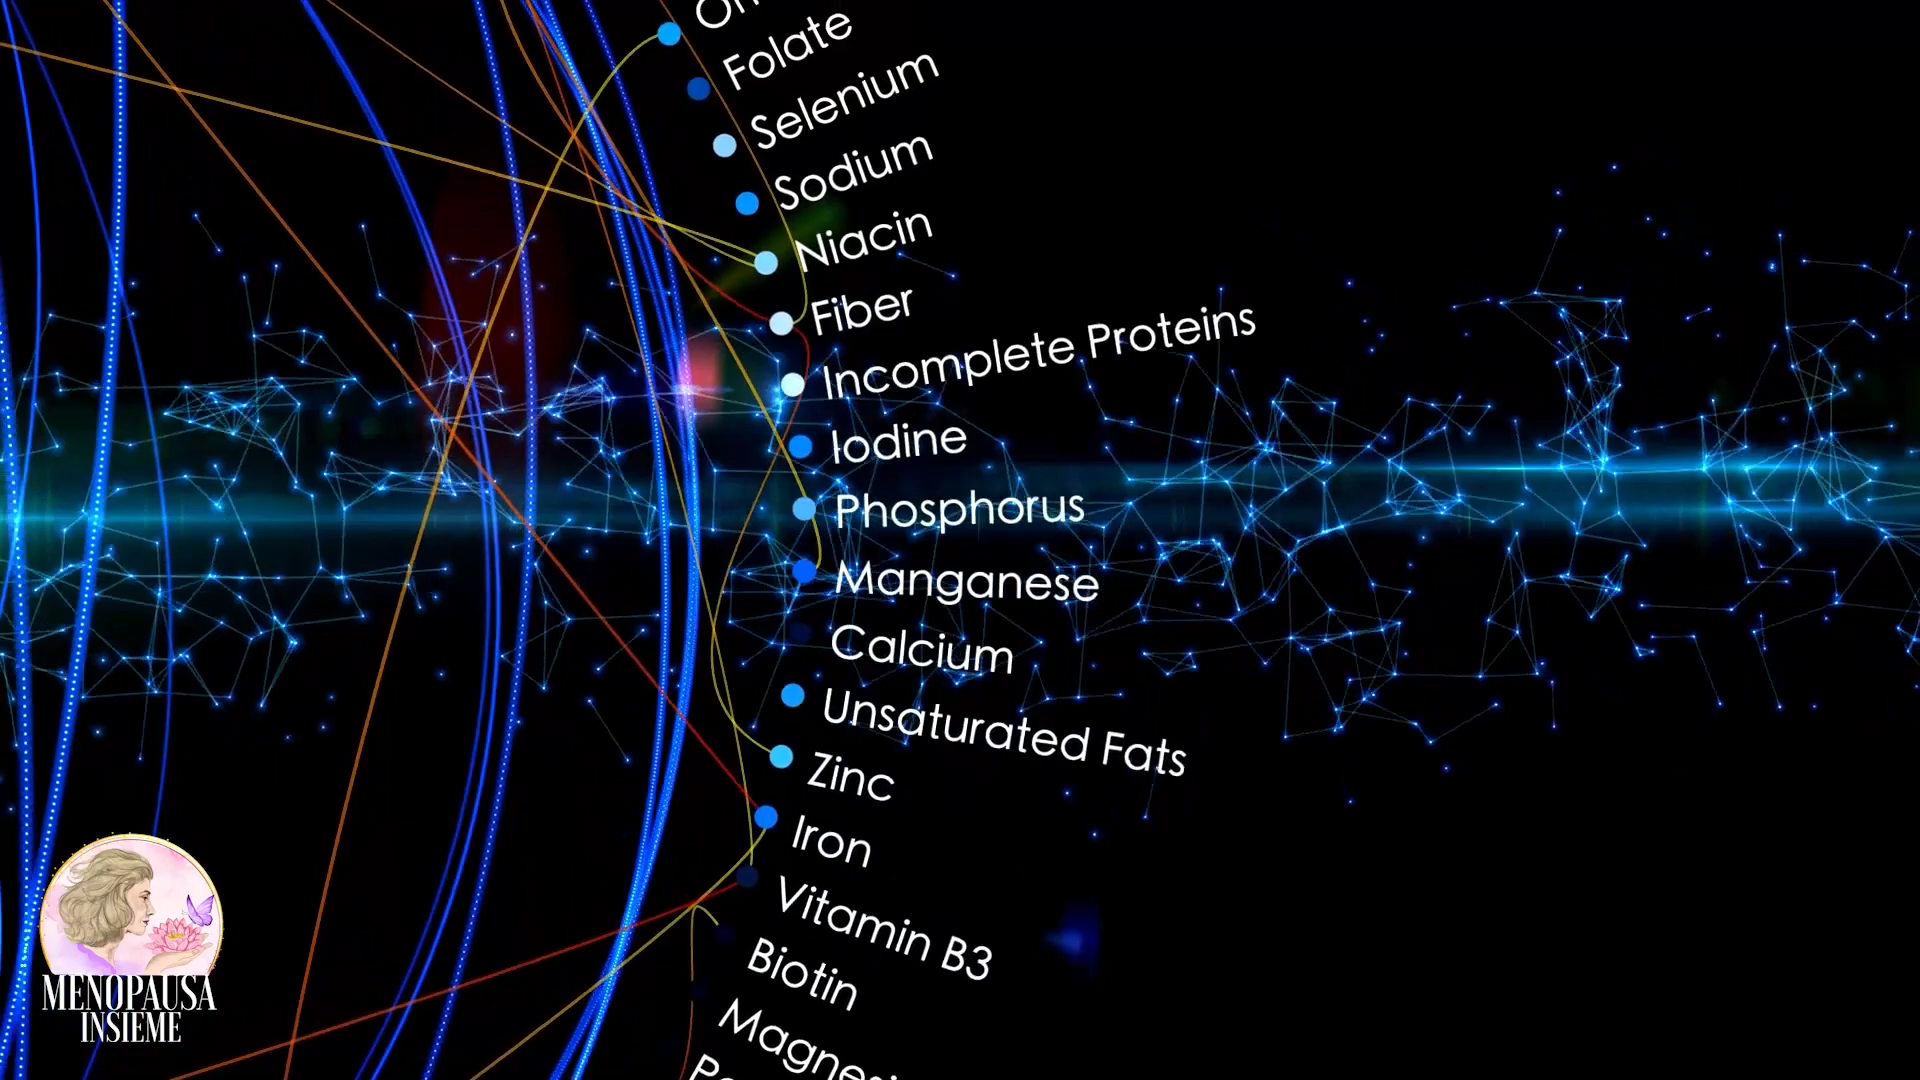 Folate
Selenium
Sodium
Niacin
Fiber
Incomplete Proteins
Iodine
Phosphorus
Manganese
Calcium
Unsaturated Fats
Zinc
Iron
Vitamin B3
Biotin
MENOPAUSA
INSIEME